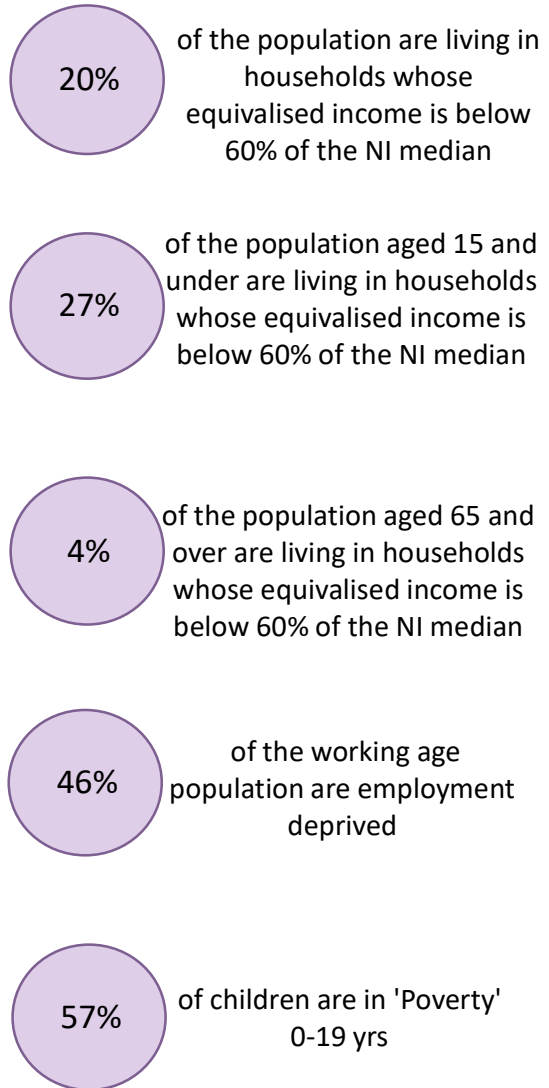 20%
of the population are living in
households whose
equivalised income is below
60% of the NI median
27%
of the population aged 15 and
under are living in households
whose equivalised income is
below 60% of the NI median
4%
of the population aged 65 and
over are living in households
whose equivalised income is
below 60% of the NI median
46%
of the working age
population are employment
deprived
57%
of children are in 'Poverty'
0-19 yrs